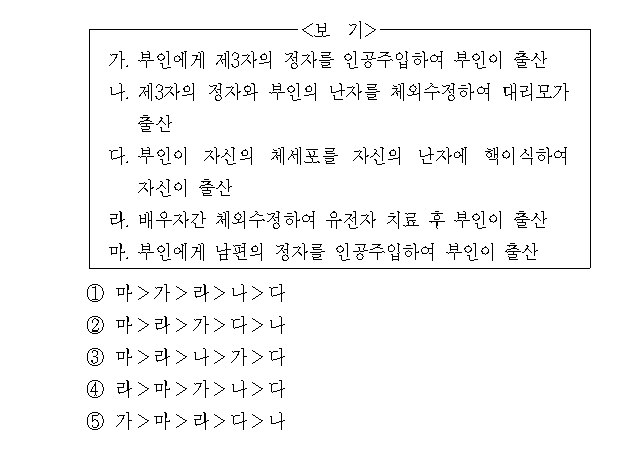 <보 기>
가. 부인에게 제3자의 정자를 인공주입하여 부인이 출산
나. 제3자의 정자와 부인의 난자를 체외수정하여 대리모가
출산
다. 부인이 자신의 체세포를 자신의 난자에 핵이식하여
자신이 출산
라. 배우자간 체외수정하여 유전자 치료 후 부인이 출산
마. 부인에게 남편의 정자를 인공주입하여 부인이 출산
① 마>가>라>나>다
② 마>라>가>다>나
③ 마>라>나>가>다
④ 라>마>가>나>다
⑤ 가>마>라>다>나